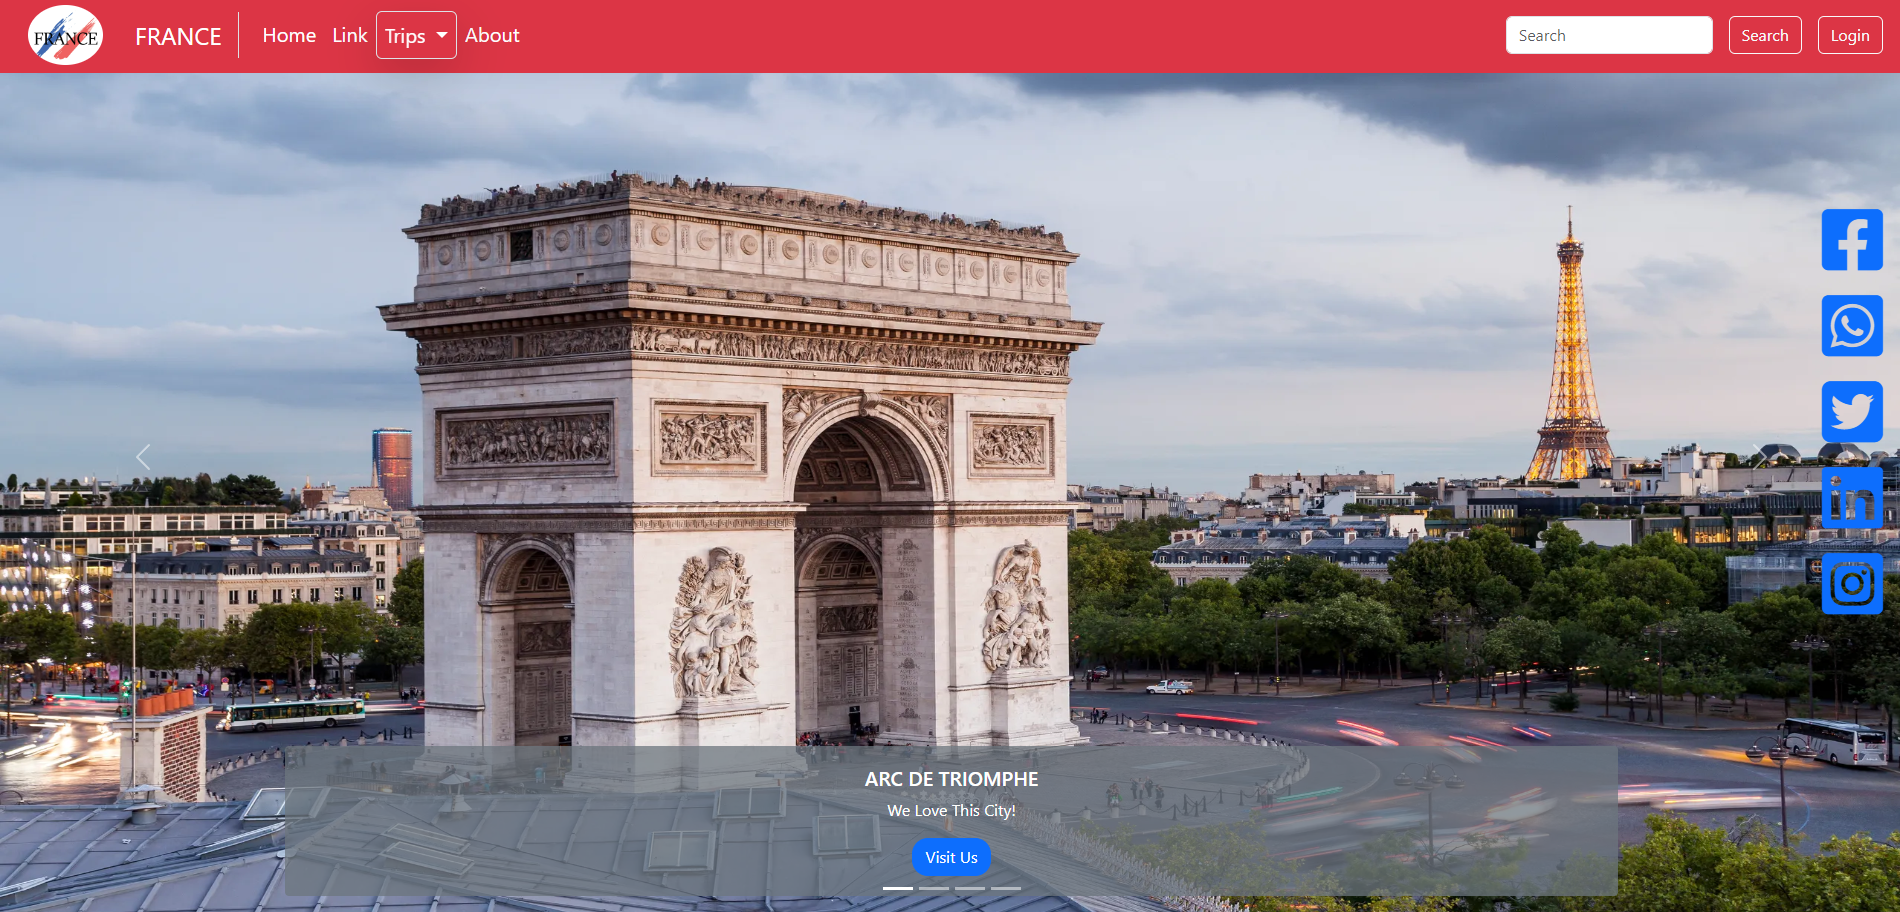 FRANCE
FRANCE
Home
Link
Trips
About
Search
Search
Login
ARC DE TRIOMPHE
We Love This City!
Visit Us